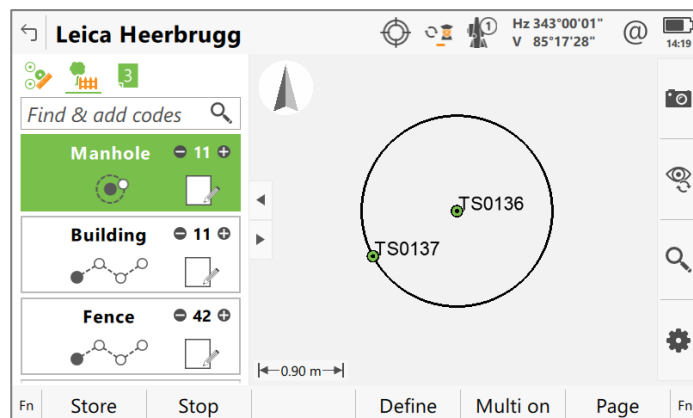 Leica Heerbrugg
1
Hz 343°00'01"
V 85°17'28"
@
14:19
3
Find & add codes
Manhole 11
Building 11
Fence 42
TS0136
TS0137
0.90 m
Fn Store Stop Define Multi on Page Fn